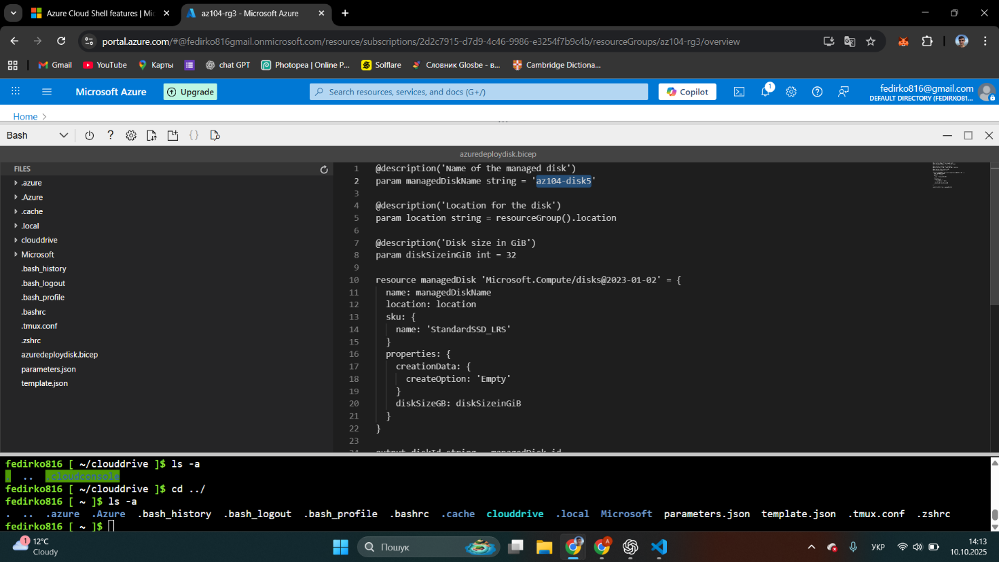 Azure Cloud Shell features | Mic
az104-rg3 - Microsoft Azure
portal.azure.com/#@fedirko816gmail.onmicrosoft.com/resource/subscriptions/2d2c7915-d7d9-4c46-9986-e3254f7b9c4b/resourceGroups/az104-rg3/overview
Gmail YouTube Карты chat GPT Photopea | Online P... Solflare Словник Glosbe - в... Cambridge Dictiona...
Microsoft Azure Upgrade Search resources, services, and docs (G+/) Copilot 1 fedirko816@gmail.com
DEFAULT DIRECTORY (FEDIRKO81...
Home >
Bash
azuredeploydisk.bicep
FILES
.azure
.Azure
.cache
.local
clouddrive
Microsoft
.bash_history
.bash_logout
.bash_profile
.bashrc
.tmux.conf
.zshrc
azuredeploydisk.bicep
parameters.json
template.json
1 @description('Name of the managed disk')
2 param managedDiskName string = 'az104-disk5'
3
4 @description('Location for the disk')
5 param location string = resourceGroup().location
6
7 @description('Disk size in GiB')
8 param diskSizeinGiB int = 32
9
10 resource managedDisk 'Microsoft.Compute/disks@2023-01-02' = {
11 name: managedDiskName
12 location: location
13 sku: {
14 name: 'StandardSSD_LRS'
15 }
16 properties: {
17 creationData: {
18 createOption: 'Empty'
19 }
20 diskSizeGB: diskSizeinGiB
21 }
22 }
23
24 output diskId string = managedDisk.id
fedirko816 [ ~/clouddrive ]$ ls -a
. .. .cloudconsole
fedirko816 [ ~/clouddrive ]$ cd ../
fedirko816 [ ~ ]$ ls -a
. .. .azure .Azure .bash_history .bash_logout .bash_profile .bashrc .cache clouddrive .local Microsoft parameters.json template.json .tmux.conf .zshrc
fedirko816 [ ~ ]$
1 12°C
Cloudy
Пошук
УКР
14:13
10.10.2025